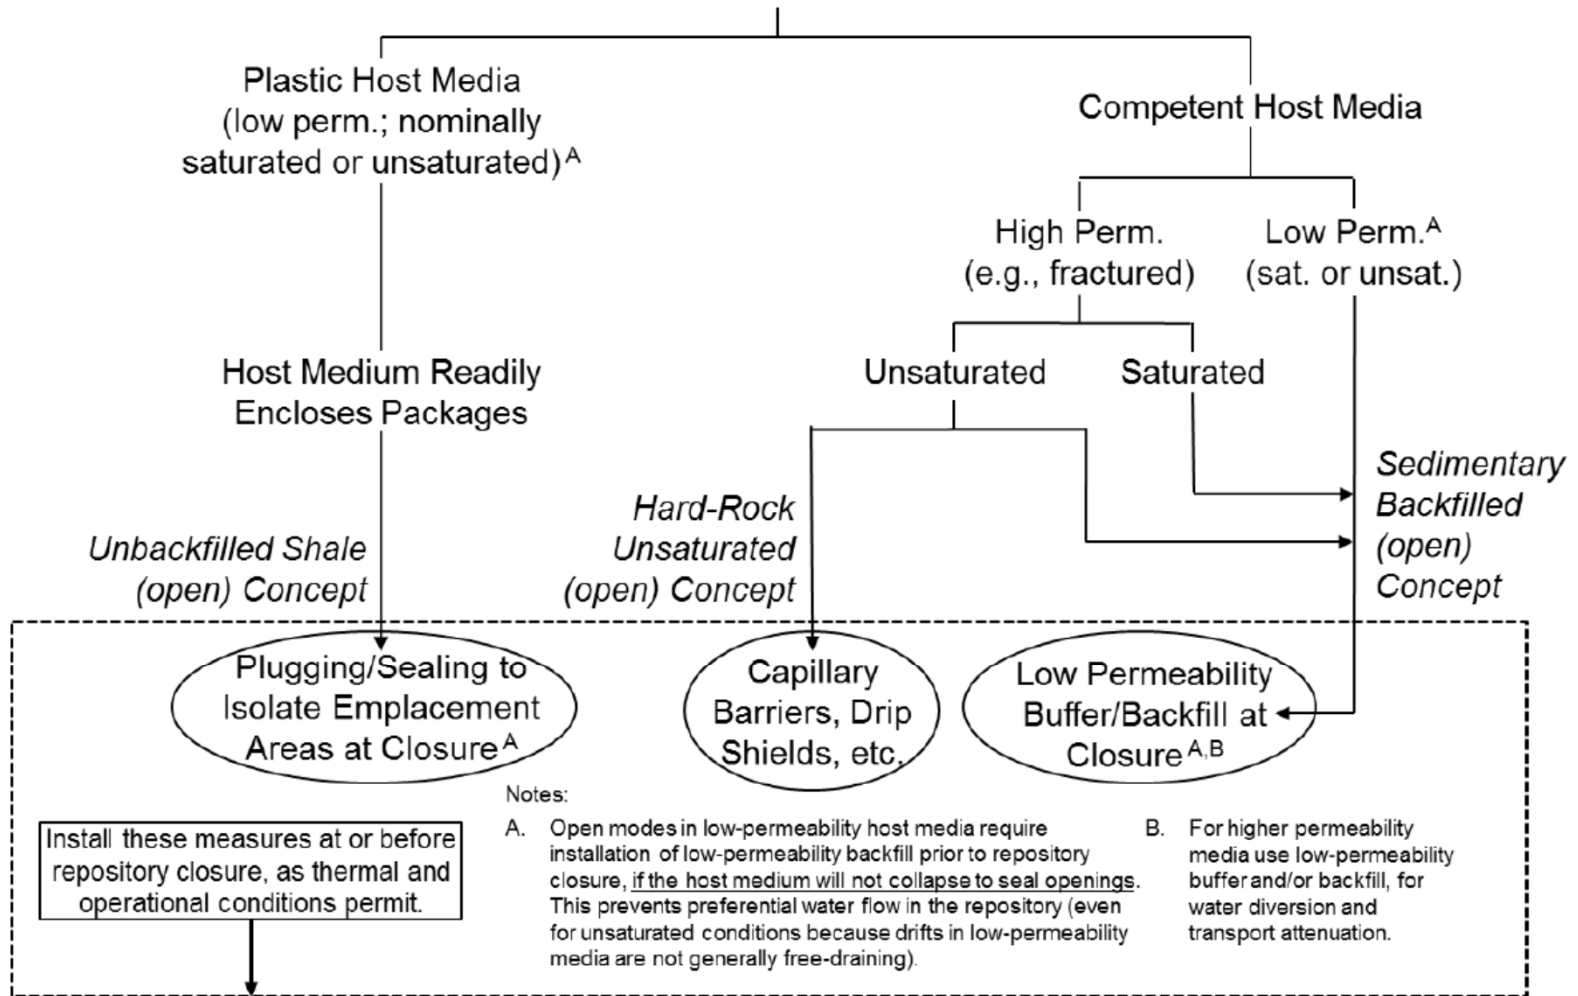 Plastic Host Media
(low perm.; nominally
saturated or unsaturated)A
Competent Host Media
High Perm.
(e.g., fractured)
Low Perm.A
(sat. or unsat.)
Host Medium Readily
Encloses Packages
Unsaturated
Saturated
Unbackfilled Shale
(open) Concept
Hard-Rock
Unsaturated
(open) Concept
Sedimentary
Backfilled
(open)
Concept
Plugging/Sealing to
Isolate Emplacement
Areas at ClosureA
Capillary
Barriers, Drip
Shields, etc.
Low Permeability
Buffer/Backfill at
ClosureA,B
Install these measures at or before
repository closure, as thermal and
operational conditions permit.
Notes:
A. Open modes in low-permeability host media require
installation of low-permeability backfill prior to repository
closure, if the host medium will not collapse to seal openings.
This prevents preferential water flow in the repository (even
for unsaturated conditions because drifts in low-permeability
media are not generally free-draining).
B. For higher permeability
media use low-permeability
buffer and/or backfill, for
water diversion and
transport attenuation.